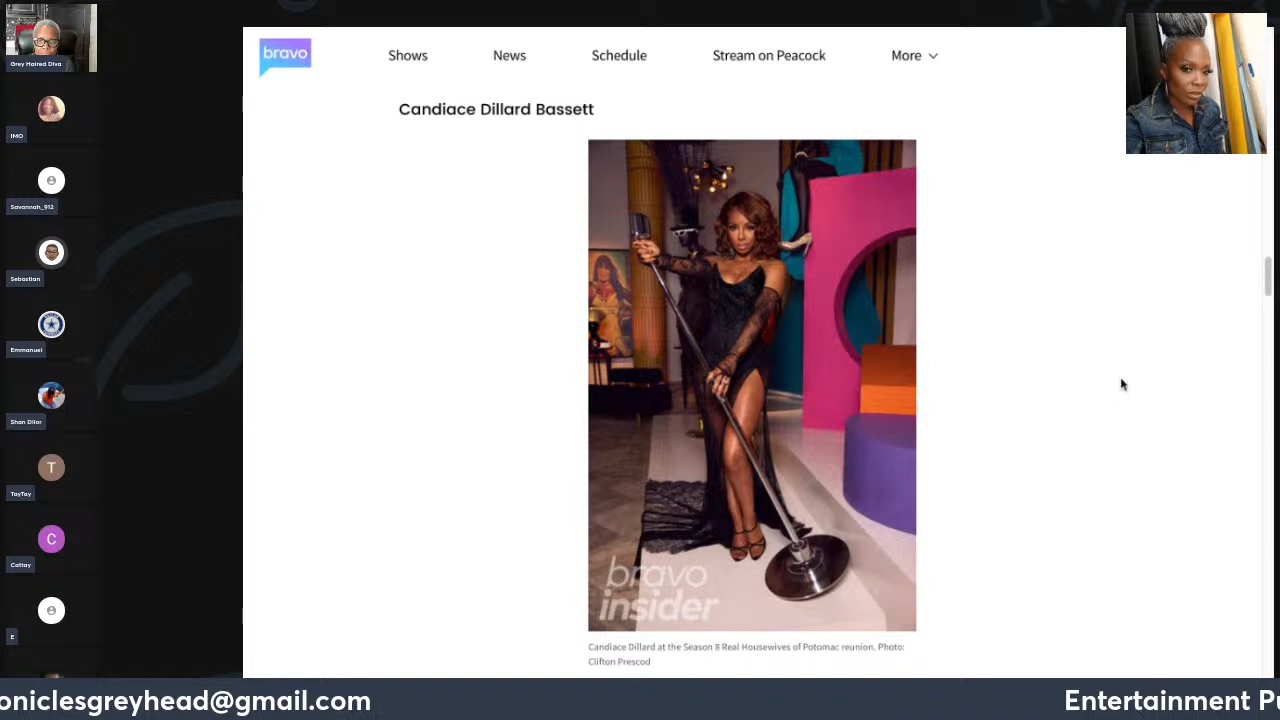 Grey Haired Diva
IMO
Savannah_912
Sebastian
Emmanuel
Shan Dilor
T
TayTay
C
Cattay
E
bravo
Shows
News
Schedule
Stream on Peacock
More
Candiace Dillard Bassett
bravo
insider
Candiace Dillard at the Season 8 Real Housewives of Potomac reunion. Photo:
Clifton Prescod
oniclesgreyhead@gmail.com
Entertainment P